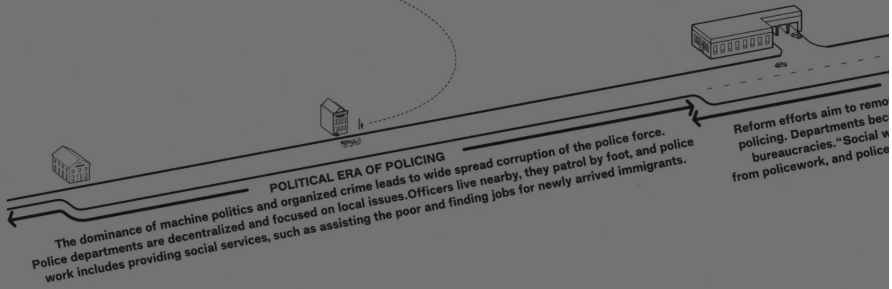 POLITICAL ERA OF POLICING
The dominance of machine politics and organized crime leads to wide spread corruption of the police force.
Police departments are decentralized and focused on local issues.Officers live nearby, they patrol by foot, and police
work includes providing social services, such as assisting the poor and finding jobs for newly arrived immigrants.
Reform efforts aim to remo
policing. Departments bec
bureaucracies. "Social w
from policework, and police